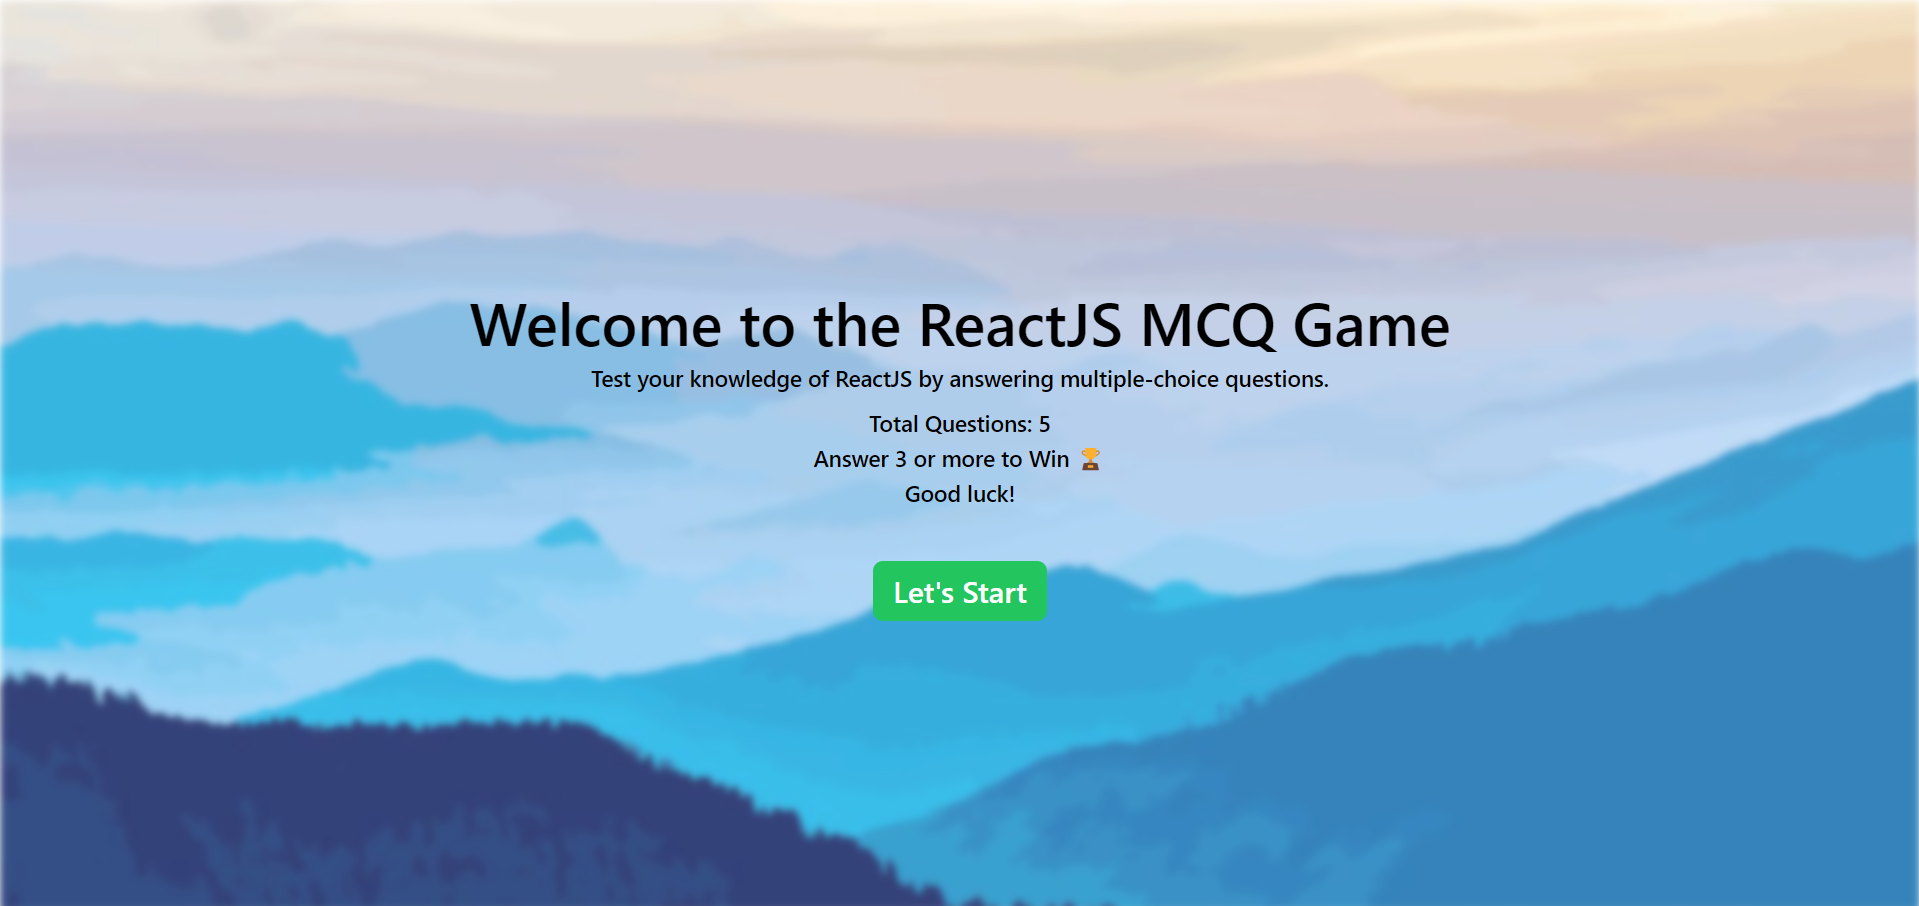 Welcome to the ReactJS MCQ Game
Test your knowledge of ReactJS by answering multiple-choice questions.
Total Questions: 5
Answer 3 or more to Win 🏆
Good luck!
Let's Start